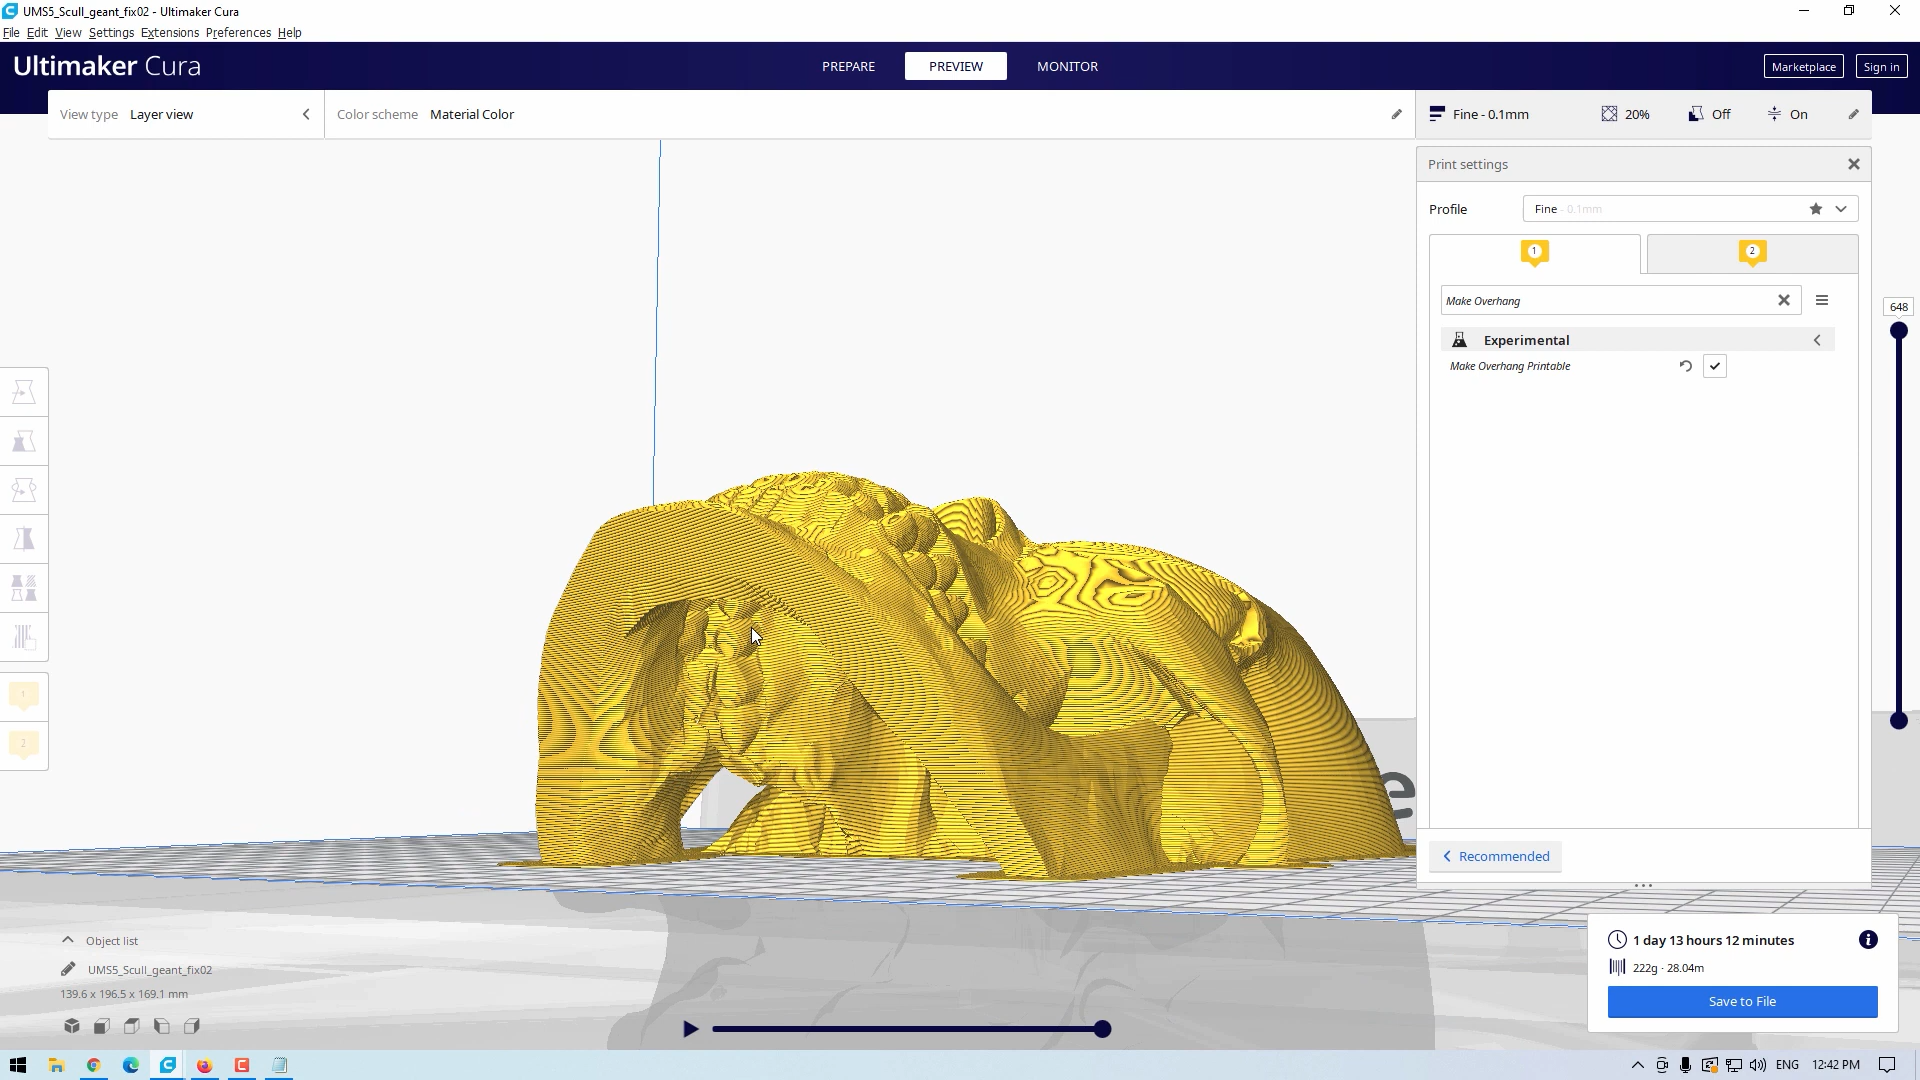 UMS5_Scull_geant_fix02 - Ultimaker Cura
File Edit View Settings Extensions Preferences Help
Ultimaker Cura
PREPARE PREVIEW MONITOR
Marketplace Sign in
View type Layer view
Color scheme Material Color
Fine - 0.1mm 20% Off On
Print settings
Profile Fine - 0.1mm
1 2
Make Overhang
648
Experimental
Make Overhang Printable
1
2
e
Recommended
Object list
UMS5_Scull_geant_fix02
139.6 x 196.5 x 169.1 mm
1 day 13 hours 12 minutes
222g · 28.04m
Save to File
ENG 12:42 PM